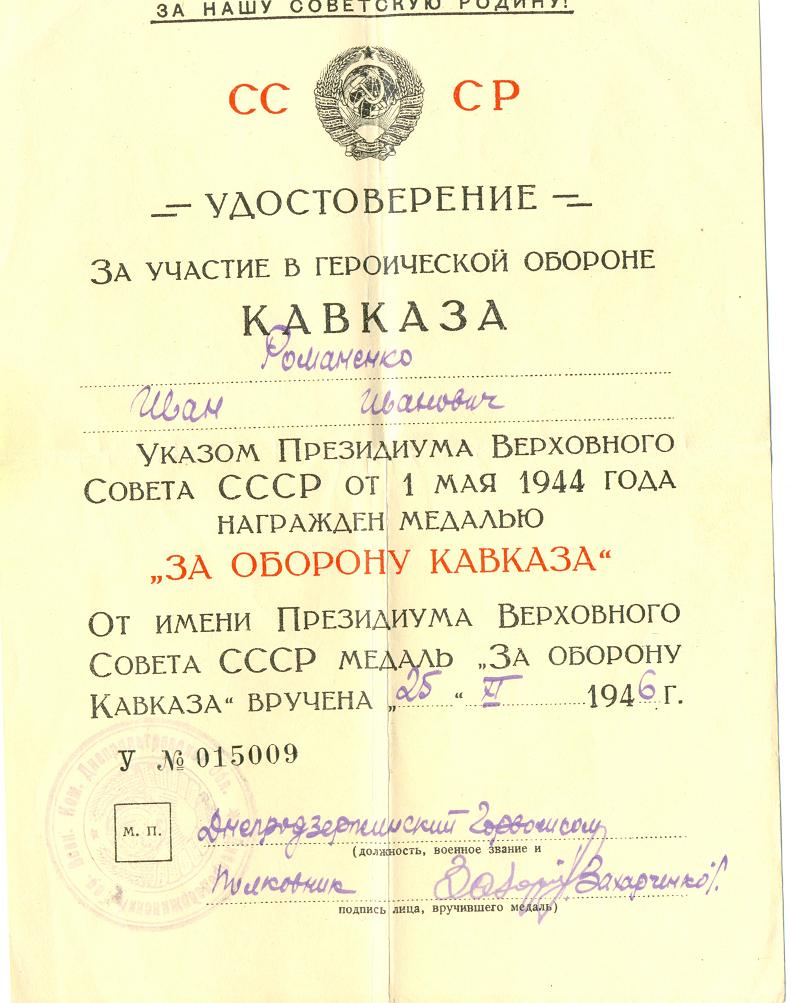 ЗА НАШУ СОВЕТСКУЮ РОДИНУ!
СС СР
УДОСТОВЕРЕНИЕ
ЗА УЧАСТИЕ В ГЕРОИЧЕСКОЙ ОБОРОНЕ
КАВКАЗА
Романенко
Иван Иванович
УКАЗОМ ПРЕЗИДИУМА ВЕРХОВНОГО
СОВЕТА СССР ОТ 1 МАЯ 1944 ГОДА
НАГРАЖДЕН МЕДАЛЬЮ
„ЗА ОБОРОНУ КАВКАЗА“
ОТ ИМЕНИ ПРЕЗИДИУМА ВЕРХОВНОГО
СОВЕТА СССР МЕДАЛЬ „ЗА ОБОРОНУ
КАВКАЗА“ ВРУЧЕНА „25“ XI 1946 г.
У № 015009
М. П.
Днепродзержинский Горвоенком
(должность, военное звание и
Полковник /Захарченко/.
подпись лица, вручившего медаль)